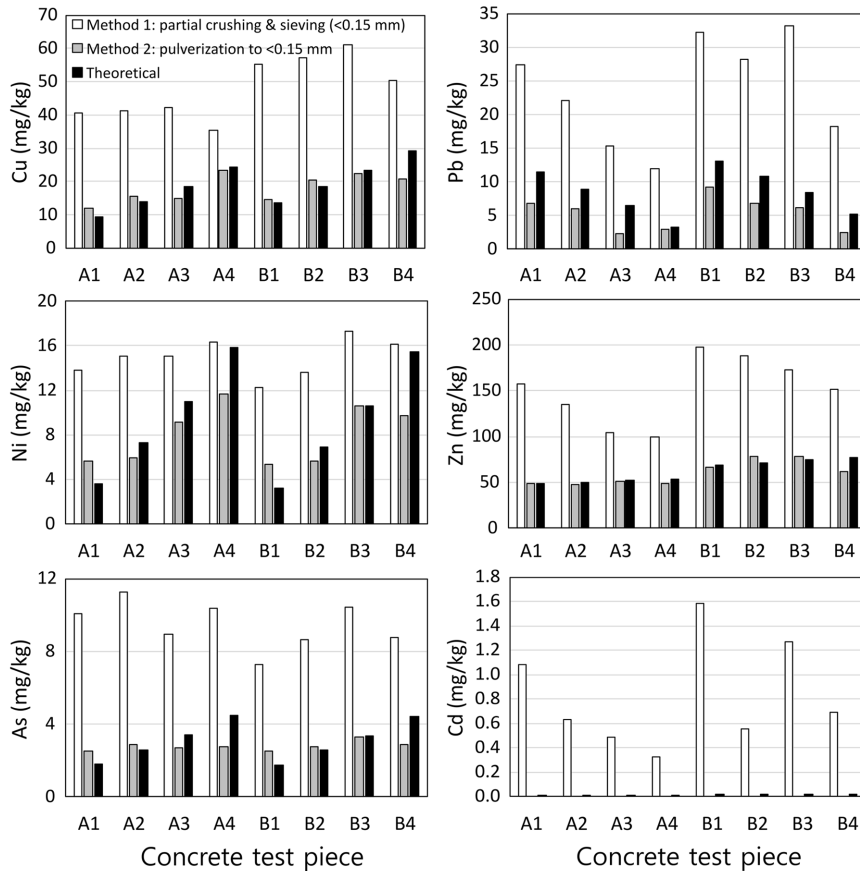 Cu (mg/kg)
70
60
50
40
30
20
10
0
Method 1: partial crushing & sieving (<0.15 mm)
Method 2: pulverization to <0.15 mm
Theoretical
A1 A2 A3 A4 B1 B2 B3 B4
Pb (mg/kg)
35
30
25
20
15
10
5
0
A1 A2 A3 A4 B1 B2 B3 B4
Ni (mg/kg)
20
16
12
8
4
0
A1 A2 A3 A4 B1 B2 B3 B4
Zn (mg/kg)
250
200
150
100
50
0
A1 A2 A3 A4 B1 B2 B3 B4
As (mg/kg)
12
8
4
0
A1 A2 A3 A4 B1 B2 B3 B4
Concrete test piece
Cd (mg/kg)
1.8
1.6
1.4
1.2
1.0
0.8
0.6
0.4
0.2
0.0
A1 A2 A3 A4 B1 B2 B3 B4
Concrete test piece